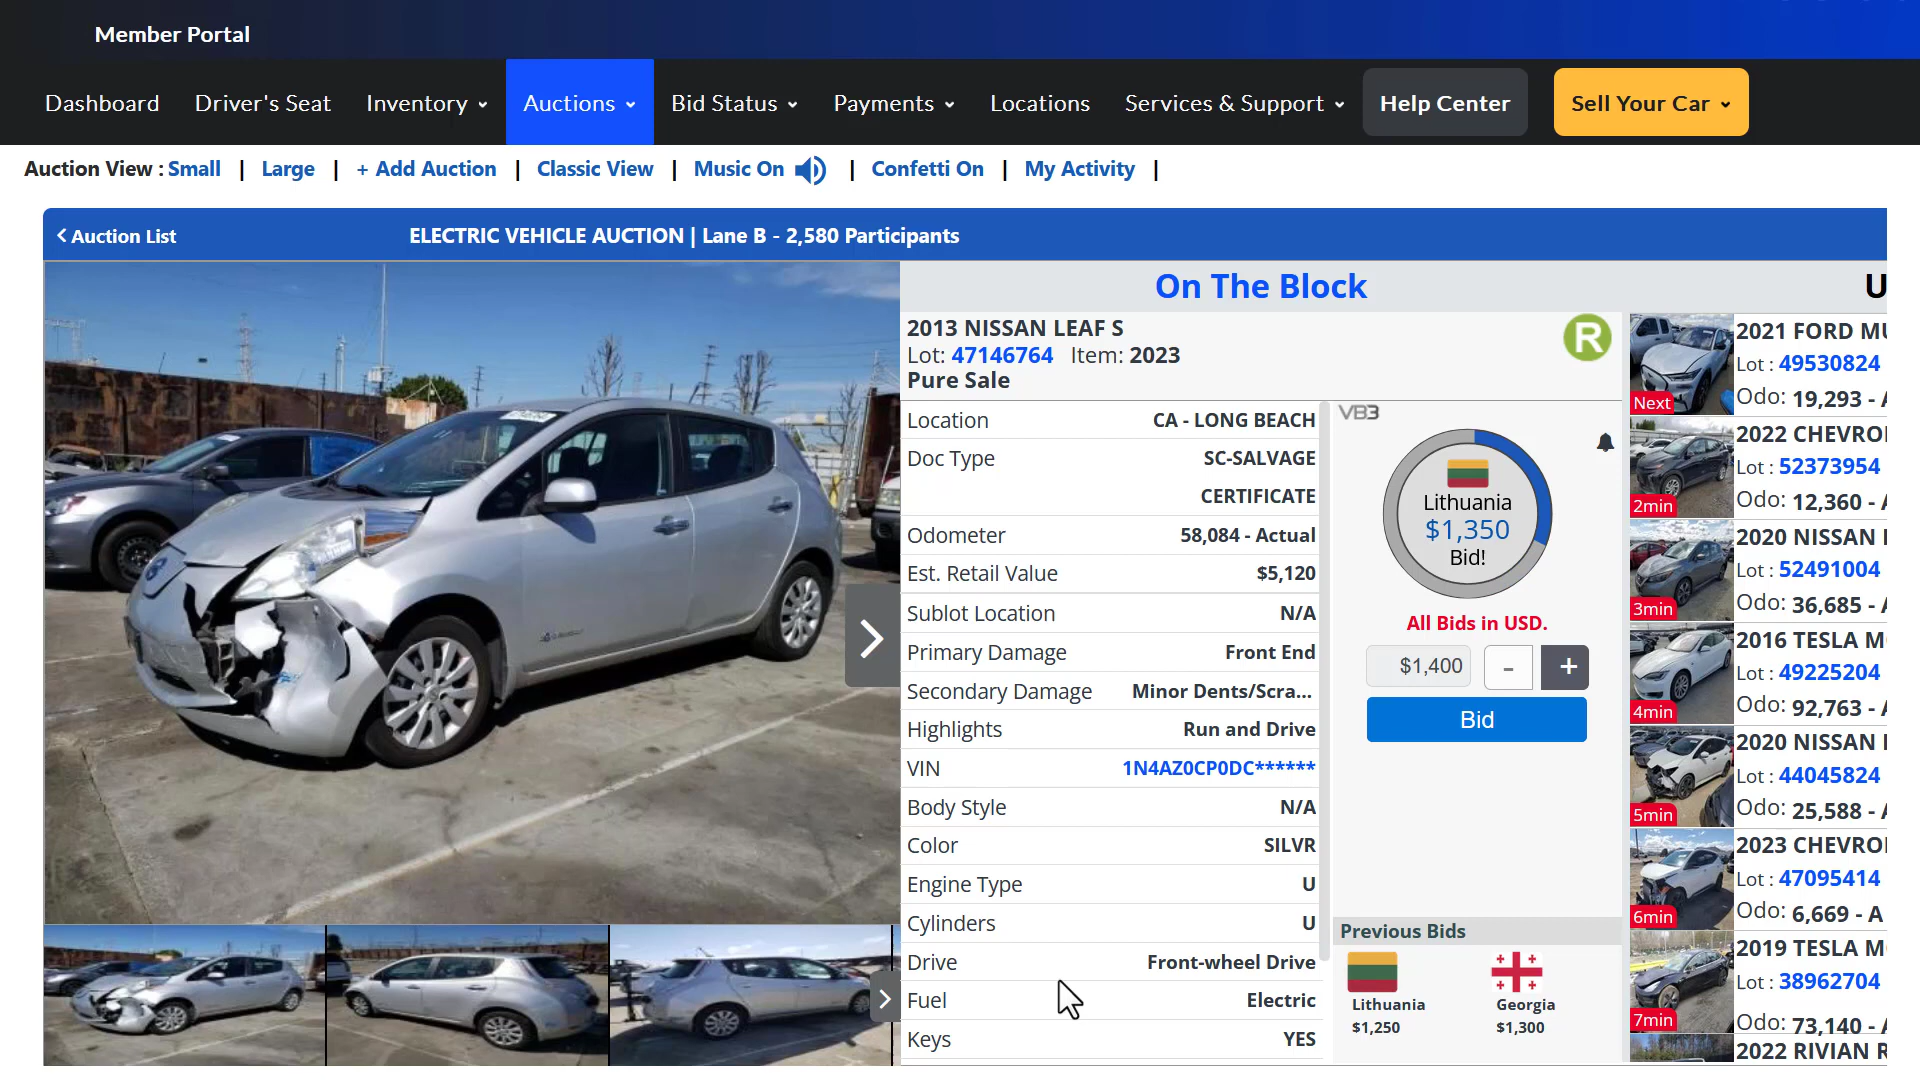 Member Portal
Dashboard
Driver's Seat
Inventory
Auctions
Bid Status
Payments
Locations
Services & Support
Help Center
Sell Your Car
Auction View : Small | Large | + Add Auction | Classic View | Music On | Confetti On | My Activity |
Auction List
ELECTRIC VEHICLE AUCTION | Lane B - 2,580 Participants
On The Block
2013 NISSAN LEAF S
Lot: 47146764 Item: 2023
Pure Sale
R
Location CA - LONG BEACH
Doc Type SC-SALVAGE
CERTIFICATE
Odometer 58,084 - Actual
Est. Retail Value $5,120
Sublot Location N/A
Primary Damage Front End
Secondary Damage Minor Dents/Scra...
Highlights Run and Drive
VIN 1N4AZ0CP0DC******
Body Style N/A
Color SILVR
Engine Type U
Cylinders U
Drive Front-wheel Drive
Fuel Electric
Keys YES
VB3
Lithuania
$1,350
Bid!
All Bids in USD.
$1,400 - +
Bid
Previous Bids
Lithuania
$1,250
Georgia
$1,300
U
2021 FORD MU
Lot : 49530824
Odo: 19,293 - A
Next
2022 CHEVROL
Lot : 52373954
Odo: 12,360 - A
2min
2020 NISSAN
Lot : 52491004
Odo: 36,685 - A
3min
2016 TESLA MO
Lot : 49225204
Odo: 92,763 - A
4min
2020 NISSAN
Lot : 44045824
Odo: 25,588 - A
5min
2023 CHEVROL
Lot : 47095414
Odo: 6,669 - A
6min
2019 TESLA MO
Lot : 38962704
Odo: 73,140 - A
7min
2022 RIVIAN R